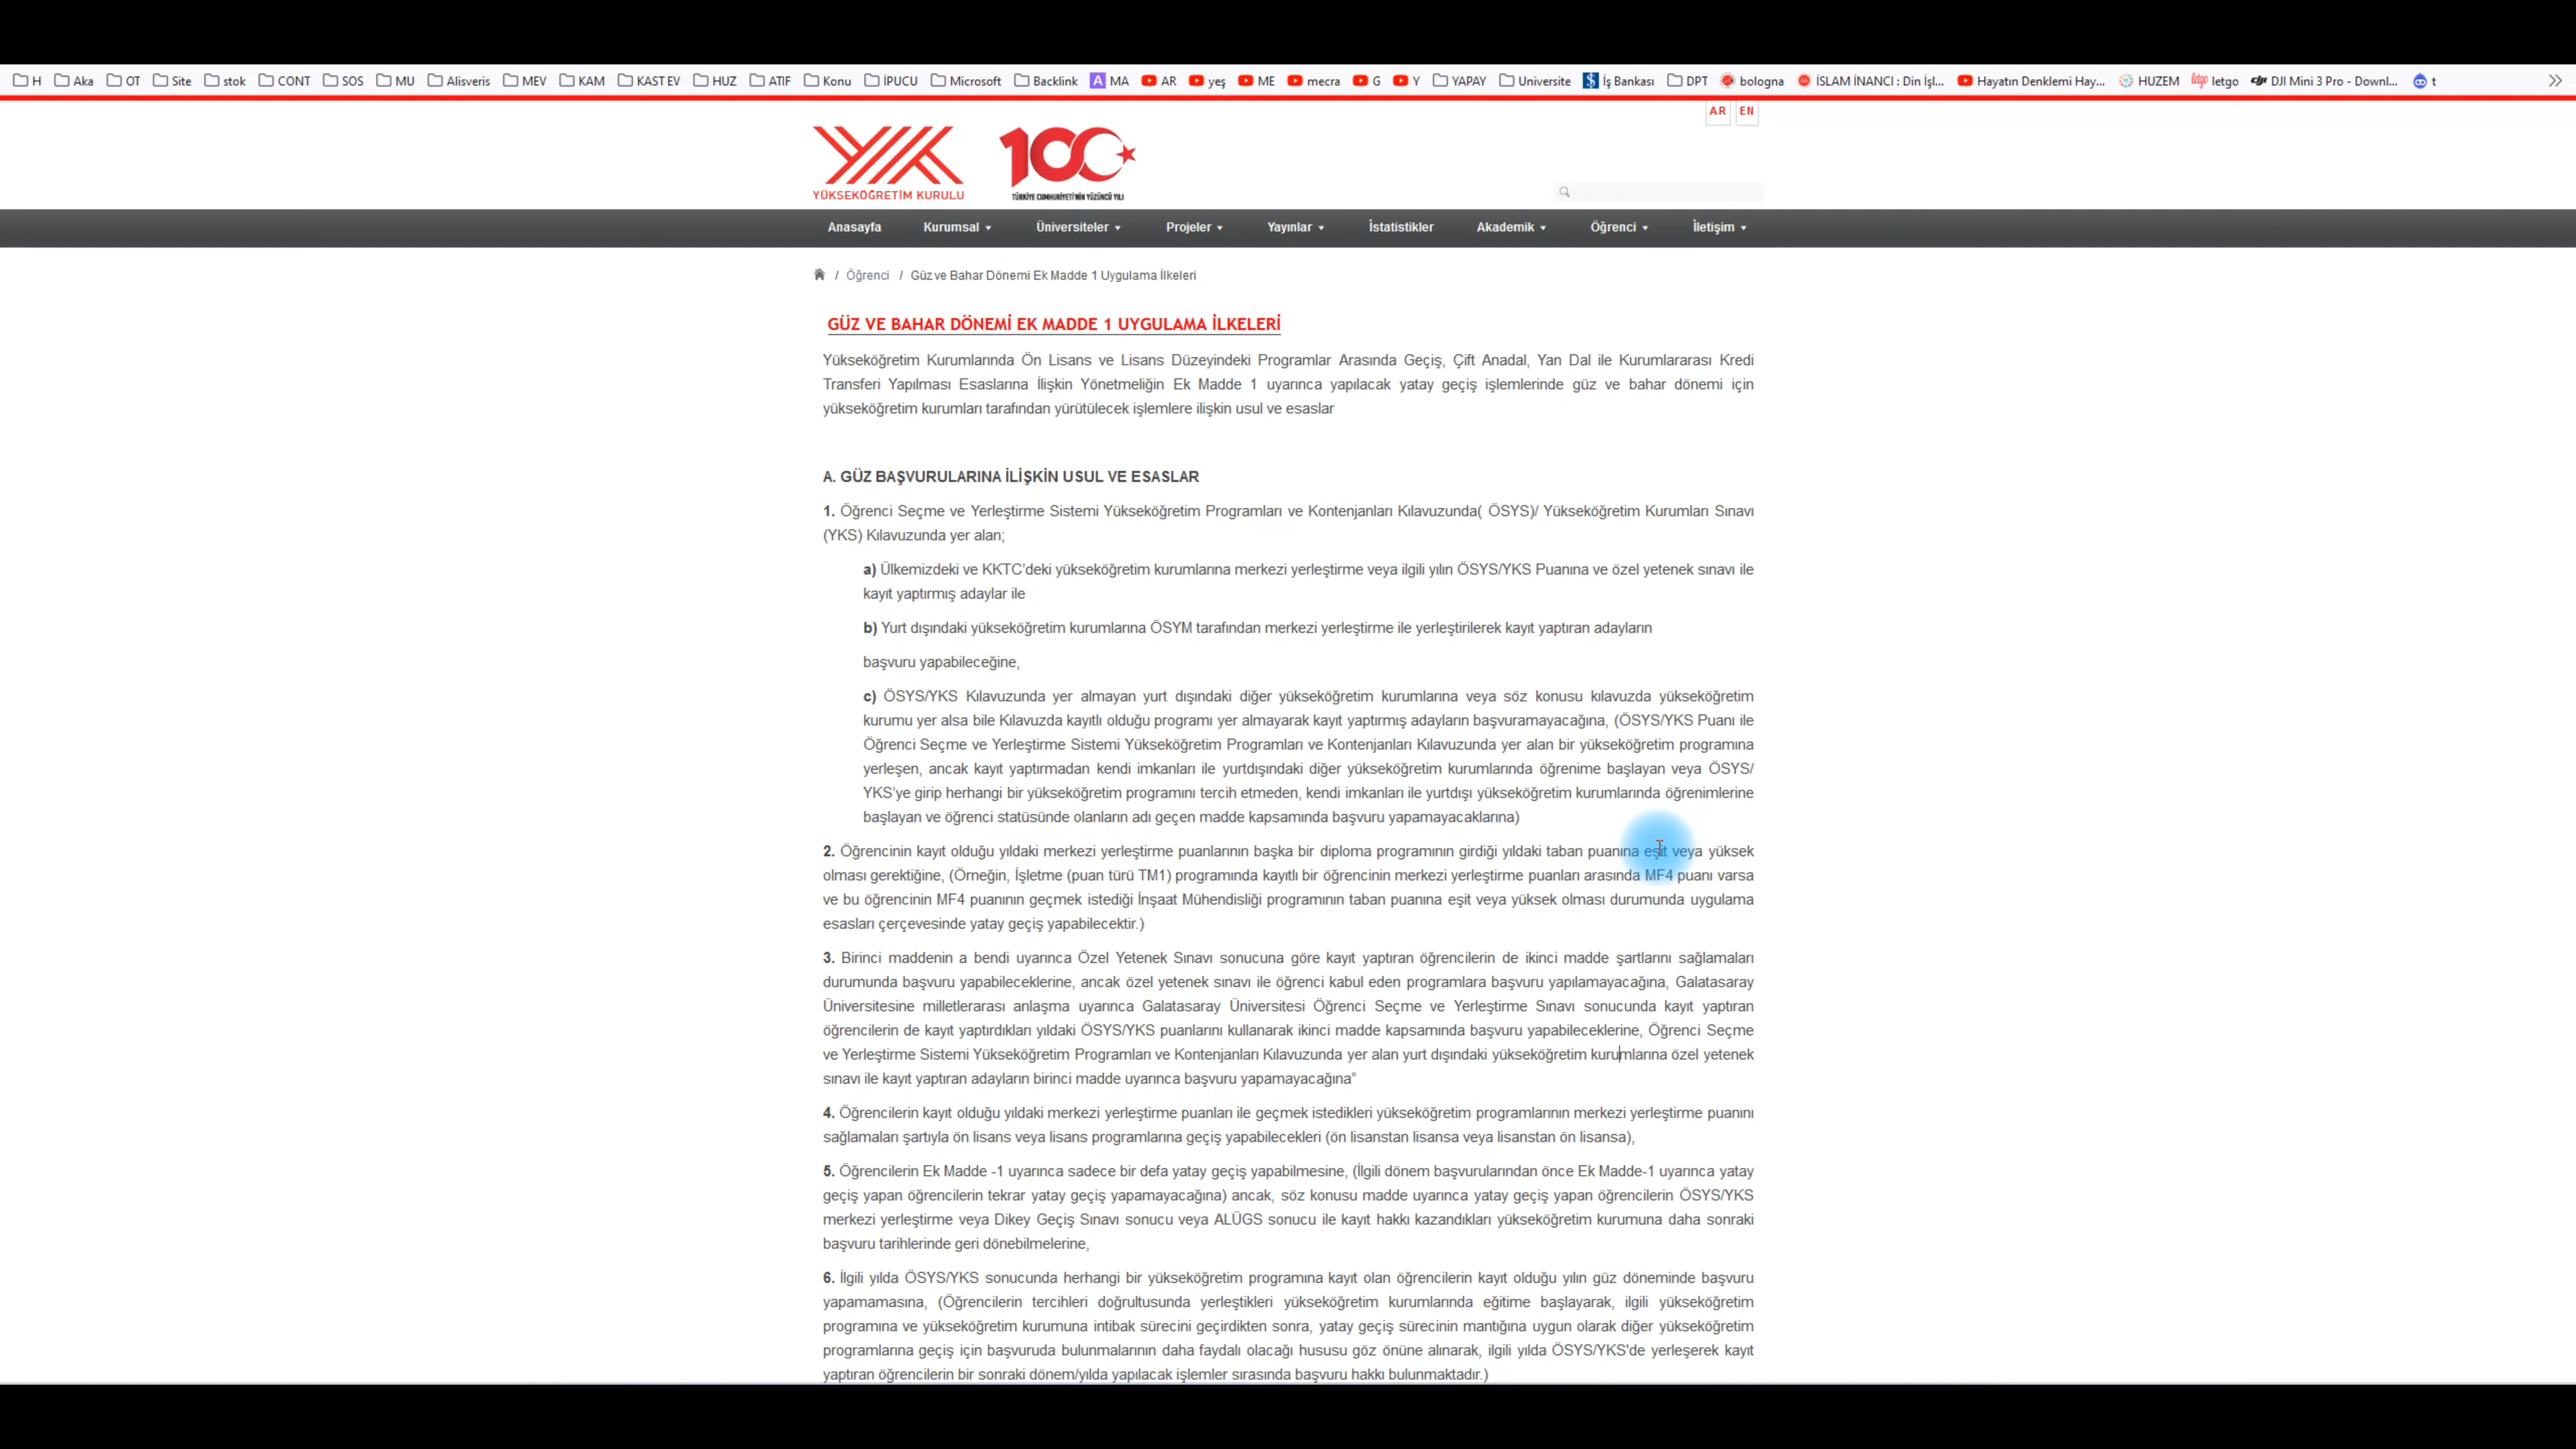 H Aka OT Site stok CONT SOS MU Alisveris MEV KAM KAST EV HUZ ATIF Konu İPUCU Microsoft Backlink MA AR yeş ME mecra G Y YAPAY Universite İş Bankası DPT bologna İSLAM İNANCI : Din İşl... Hayatın Denklemi Hay... HUZEM letgo DJI Mini 3 Pro - Downl... t
AR EN
YÜKSEKÖĞRETİM KURULU
100
TÜRKİYE CUMHURİYETİ'NİN YÜZÜNCÜ YILI
Anasayfa Kurumsal Üniversiteler Projeler Yayınlar İstatistikler Akademik Öğrenci İletişim
/ Öğrenci / Güz ve Bahar Dönemi Ek Madde 1 Uygulama İlkeleri
GÜZ VE BAHAR DÖNEMİ EK MADDE 1 UYGULAMA İLKELERİ
Yükseköğretim Kurumlarında Ön Lisans ve Lisans Düzeyindeki Programlar Arasında Geçiş, Çift Anadal, Yan Dal ile Kurumlararası Kredi
Transferi Yapılması Esaslarına İlişkin Yönetmeliğin Ek Madde 1 uyarınca yapılacak yatay geçiş işlemlerinde güz ve bahar dönemi için
yükseköğretim kurumları tarafından yürütülecek işlemlere ilişkin usul ve esaslar
A. GÜZ BAŞVURULARINA İLİŞKİN USUL VE ESASLAR
1. Öğrenci Seçme ve Yerleştirme Sistemi Yükseköğretim Programları ve Kontenjanları Kılavuzunda( ÖSYS)/ Yükseköğretim Kurumları Sınavı
(YKS) Kılavuzunda yer alan;
a) Ülkemizdeki ve KKTC'deki yükseköğretim kurumlarına merkezi yerleştirme veya ilgili yılın ÖSYS/YKS Puanına ve özel yetenek sınavı ile
kayıt yaptırmış adaylar ile
b) Yurt dışındaki yükseköğretim kurumlarına ÖSYM tarafından merkezi yerleştirme ile yerleştirilerek kayıt yaptıran adayların
başvuru yapabileceğine,
c) ÖSYS/YKS Kılavuzunda yer almayan yurt dışındaki diğer yükseköğretim kurumlarına veya söz konusu kılavuzda yükseköğretim
kurumu yer alsa bile Kılavuzda kayıtlı olduğu programı yer almayarak kayıt yaptırmış adayların başvuramayacağına, (ÖSYS/YKS Puanı ile
Öğrenci Seçme ve Yerleştirme Sistemi Yükseköğretim Programları ve Kontenjanları Kılavuzunda yer alan bir yükseköğretim programına
yerleşen, ancak kayıt yaptırmadan kendi imkanları ile yurtdışındaki diğer yükseköğretim kurumlarında öğrenime başlayan veya ÖSYS/
YKS'ye girip herhangi bir yükseköğretim programını tercih etmeden, kendi imkanları ile yurtdışı yükseköğretim kurumlarında öğrenimlerine
başlayan ve öğrenci statüsünde olanların adı geçen madde kapsamında başvuru yapamayacaklarına)
2. Öğrencinin kayıt olduğu yıldaki merkezi yerleştirme puanlarının başka bir diploma programının girdiği yıldaki taban puanına eşit veya yüksek
olması gerektiğine, (Örneğin, İşletme (puan türü TM1) programında kayıtlı bir öğrencinin merkezi yerleştirme puanları arasında MF4 puanı varsa
ve bu öğrencinin MF4 puanının geçmek istediği İnşaat Mühendisliği programının taban puanına eşit veya yüksek olması durumunda uygulama
esasları çerçevesinde yatay geçiş yapabilecektir.)
3. Birinci maddenin a bendi uyarınca Özel Yetenek Sınavı sonucuna göre kayıt yaptıran öğrencilerin de ikinci madde şartlarını sağlamaları
durumunda başvuru yapabileceklerine, ancak özel yetenek sınavı ile öğrenci kabul eden programlara başvuru yapılamayacağına, Galatasaray
Üniversitesine milletlerarası anlaşma uyarınca Galatasaray Üniversitesi Öğrenci Seçme ve Yerleştirme Sınavı sonucunda kayıt yaptıran
öğrencilerin de kayıt yaptırdıkları yıldaki ÖSYS/YKS puanlarını kullanarak ikinci madde kapsamında başvuru yapabileceklerine, Öğrenci Seçme
ve Yerleştirme Sistemi Yükseköğretim Programları ve Kontenjanları Kılavuzunda yer alan yurt dışındaki yükseköğretim kurumlarına özel yetenek
sınavı ile kayıt yaptıran adayların birinci madde uyarınca başvuru yapamayacağına"
4. Öğrencilerin kayıt olduğu yıldaki merkezi yerleştirme puanları ile geçmek istedikleri yükseköğretim programlarının merkezi yerleştirme puanını
sağlamaları şartıyla ön lisans veya lisans programlarına geçiş yapabilecekleri (ön lisanstan lisansa veya lisanstan ön lisansa),
5. Öğrencilerin Ek Madde -1 uyarınca sadece bir defa yatay geçiş yapabilmesine, (İlgili dönem başvurularından önce Ek Madde-1 uyarınca yatay
geçiş yapan öğrencilerin tekrar yatay geçiş yapamayacağına) ancak, söz konusu madde uyarınca yatay geçiş yapan öğrencilerin ÖSYS/YKS
merkezi yerleştirme veya Dikey Geçiş Sınavı sonucu veya ALÜGS sonucu ile kayıt hakkı kazandıkları yükseköğretim kurumuna daha sonraki
başvuru tarihlerinde geri dönebilmelerine,
6. İlgili yılda ÖSYS/YKS sonucunda herhangi bir yükseköğretim programına kayıt olan öğrencilerin kayıt olduğu yılın güz döneminde başvuru
yapamamasına, (Öğrencilerin tercihleri doğrultusunda yerleştikleri yükseköğretim kurumlarında eğitime başlayarak, ilgili yükseköğretim
programına ve yükseköğretim kurumuna intibak sürecini geçirdikten sonra, yatay geçiş sürecinin mantığına uygun olarak diğer yükseköğretim
programlarına geçiş için başvuruda bulunmalarının daha faydalı olacağı hususu göz önüne alınarak, ilgili yılda ÖSYS/YKS'de yerleşerek kayıt
yaptıran öğrencilerin bir sonraki dönem/yılda yapılacak işlemler sırasında başvuru hakkı bulunmaktadır.)